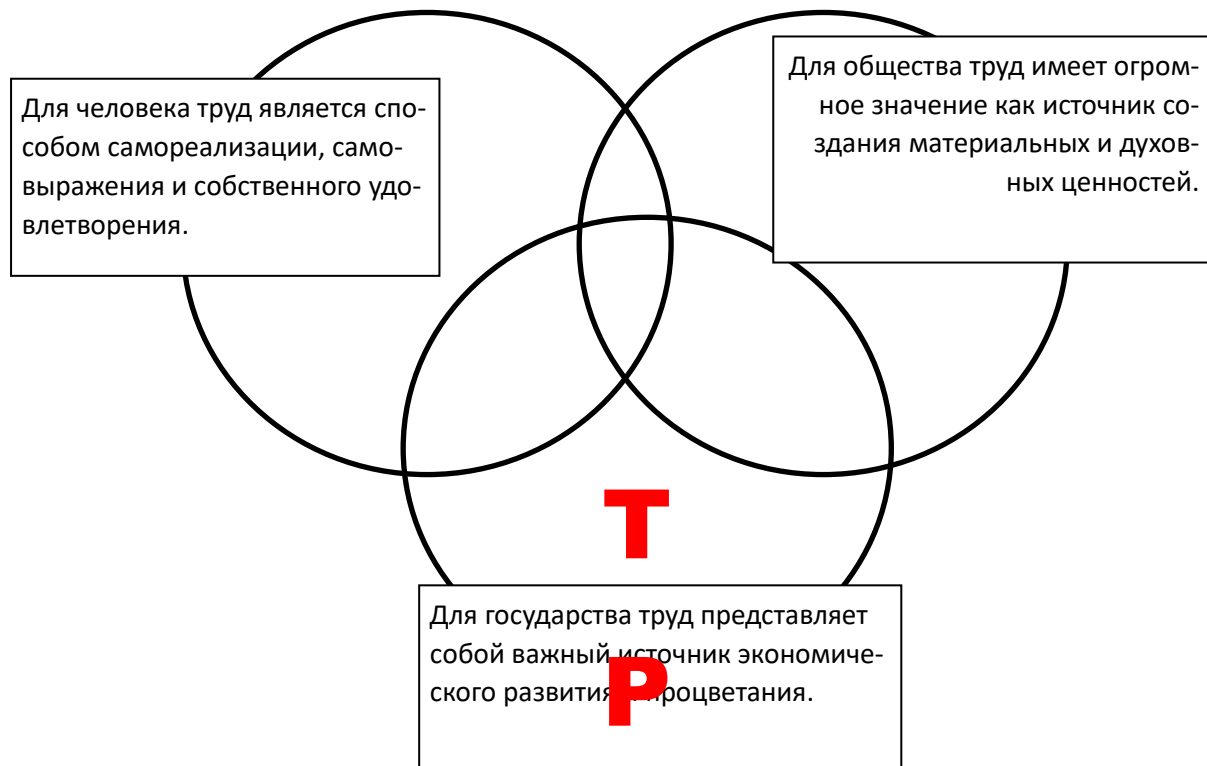 Для человека труд является спо-
собом самореализации, само-
выражения и собственного удо-
влетворения.
Для общества труд имеет огром-
ное значение как источник со-
здания материальных и духов-
ных ценностей.
Т
Для государства труд представляет
собой важный источник экономиче-
ского развития процветания.
Р